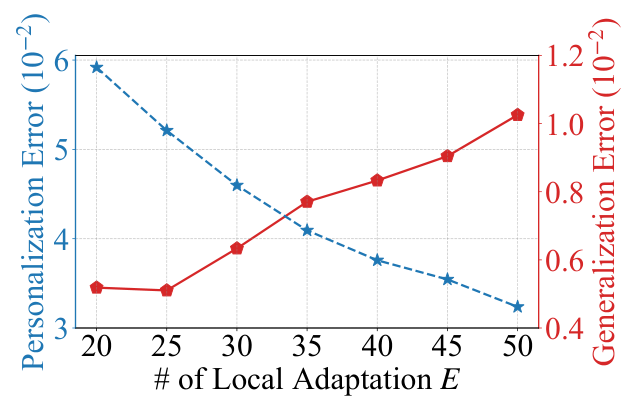 Personalization Error (10⁻²)
6
5
4
3
1.2
1.0
0.8
0.6
0.4
Generalization Error (10⁻²)
20 25 30 35 40 45 50
# of Local Adaptation E